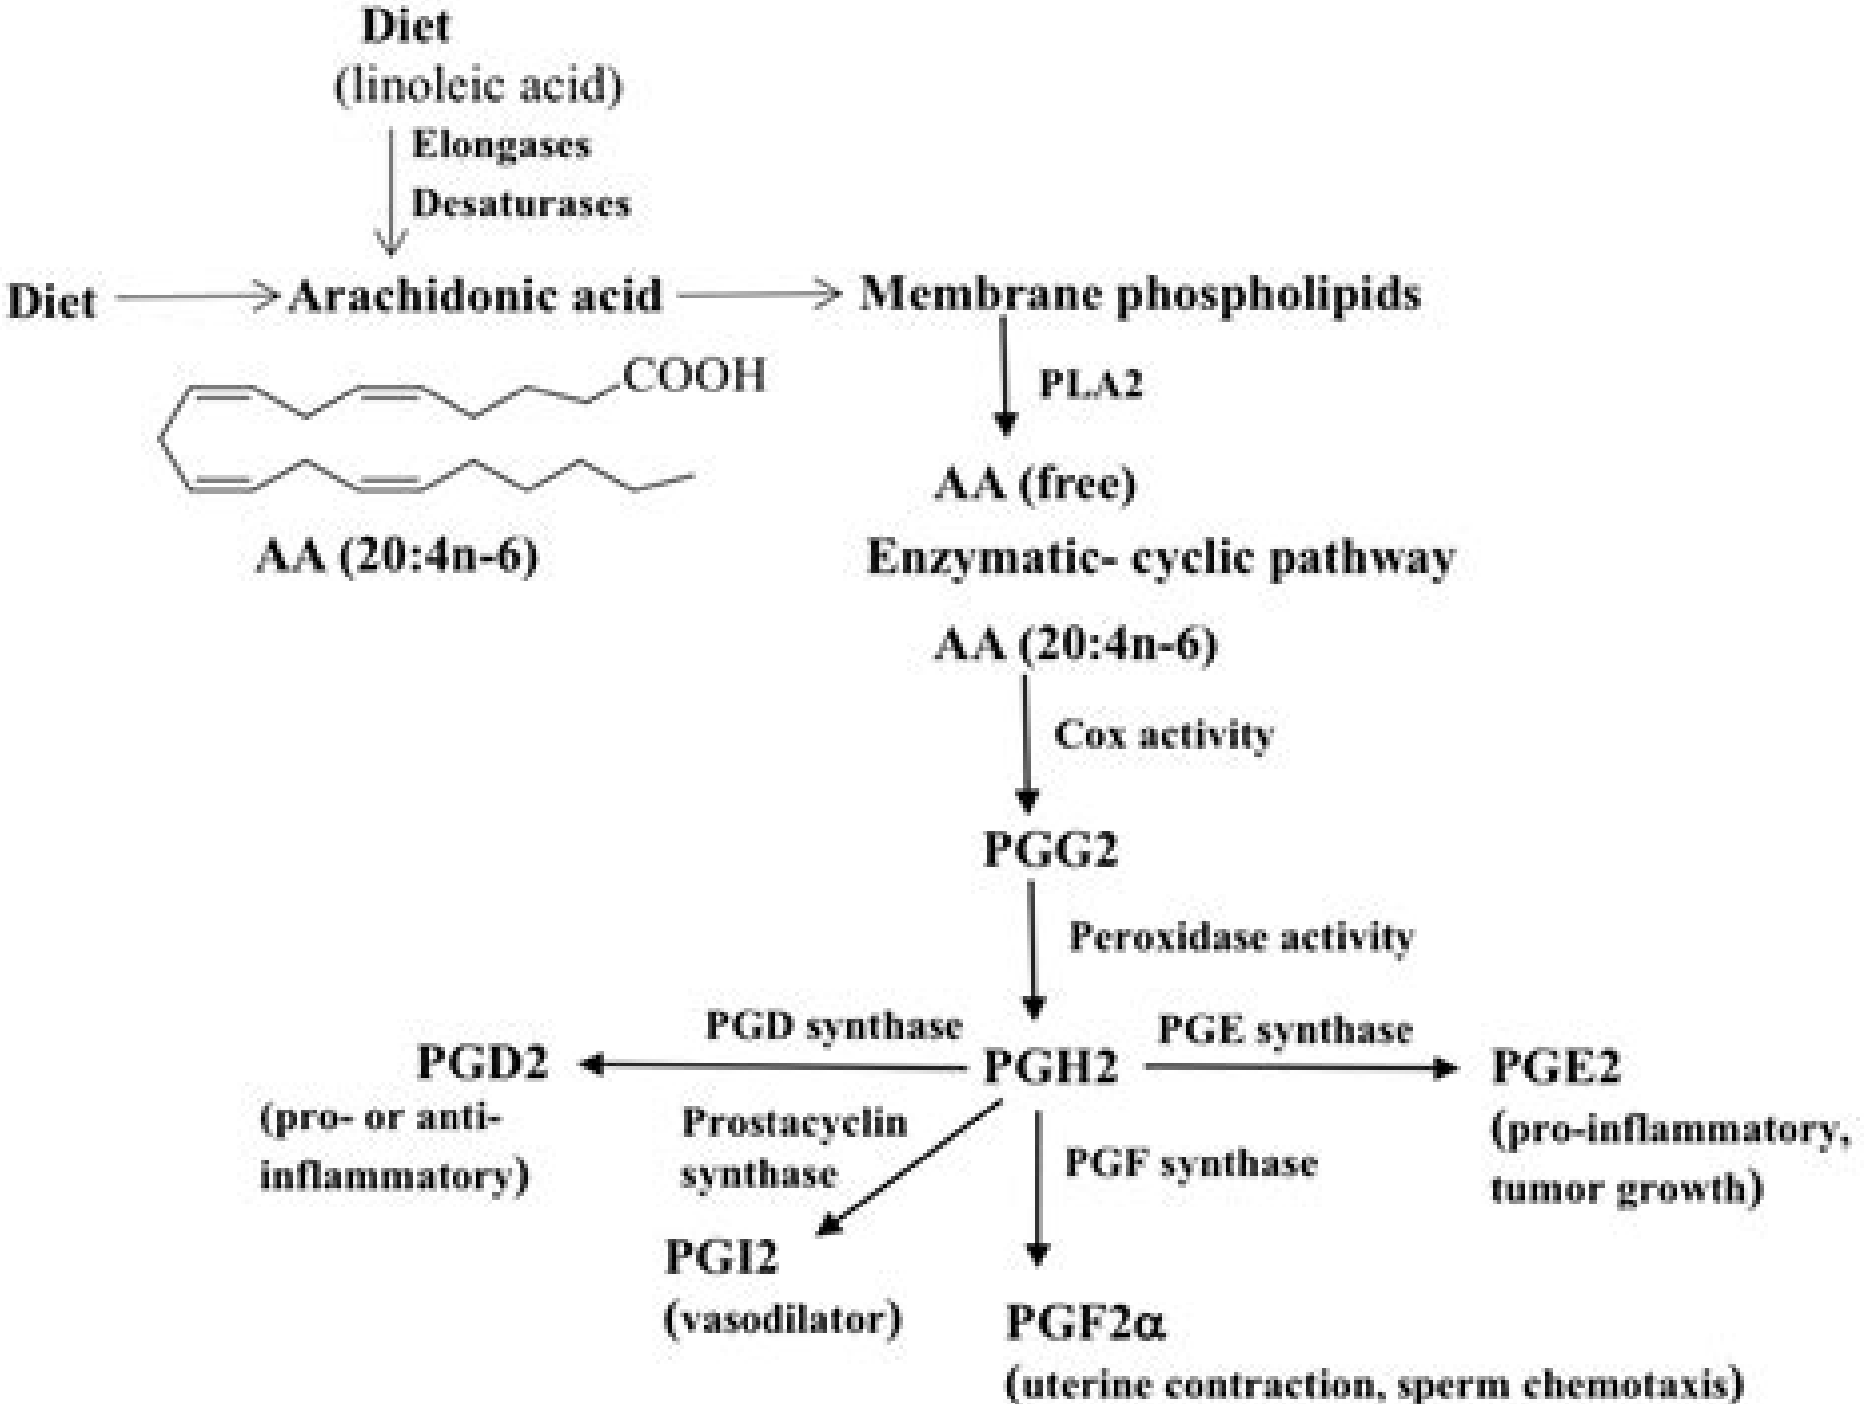 Diet
(linoleic acid)
Elongases
Desaturases
Diet
Arachidonic acid
Membrane phospholipids
COOH
PLA2
AA (free)
AA (20:4n-6)
Enzymatic- cyclic pathway
AA (20:4n-6)
Cox activity
PGG2
Peroxidase activity
PGD synthase
PGE synthase
PGD2
PGH2
PGE2
(pro- or anti-
inflammatory)
Prostacyclin
synthase
PGF synthase
(pro-inflammatory,
tumor growth)
PGI2
(vasodilator)
PGF2α
(uterine contraction, sperm chemotaxis)